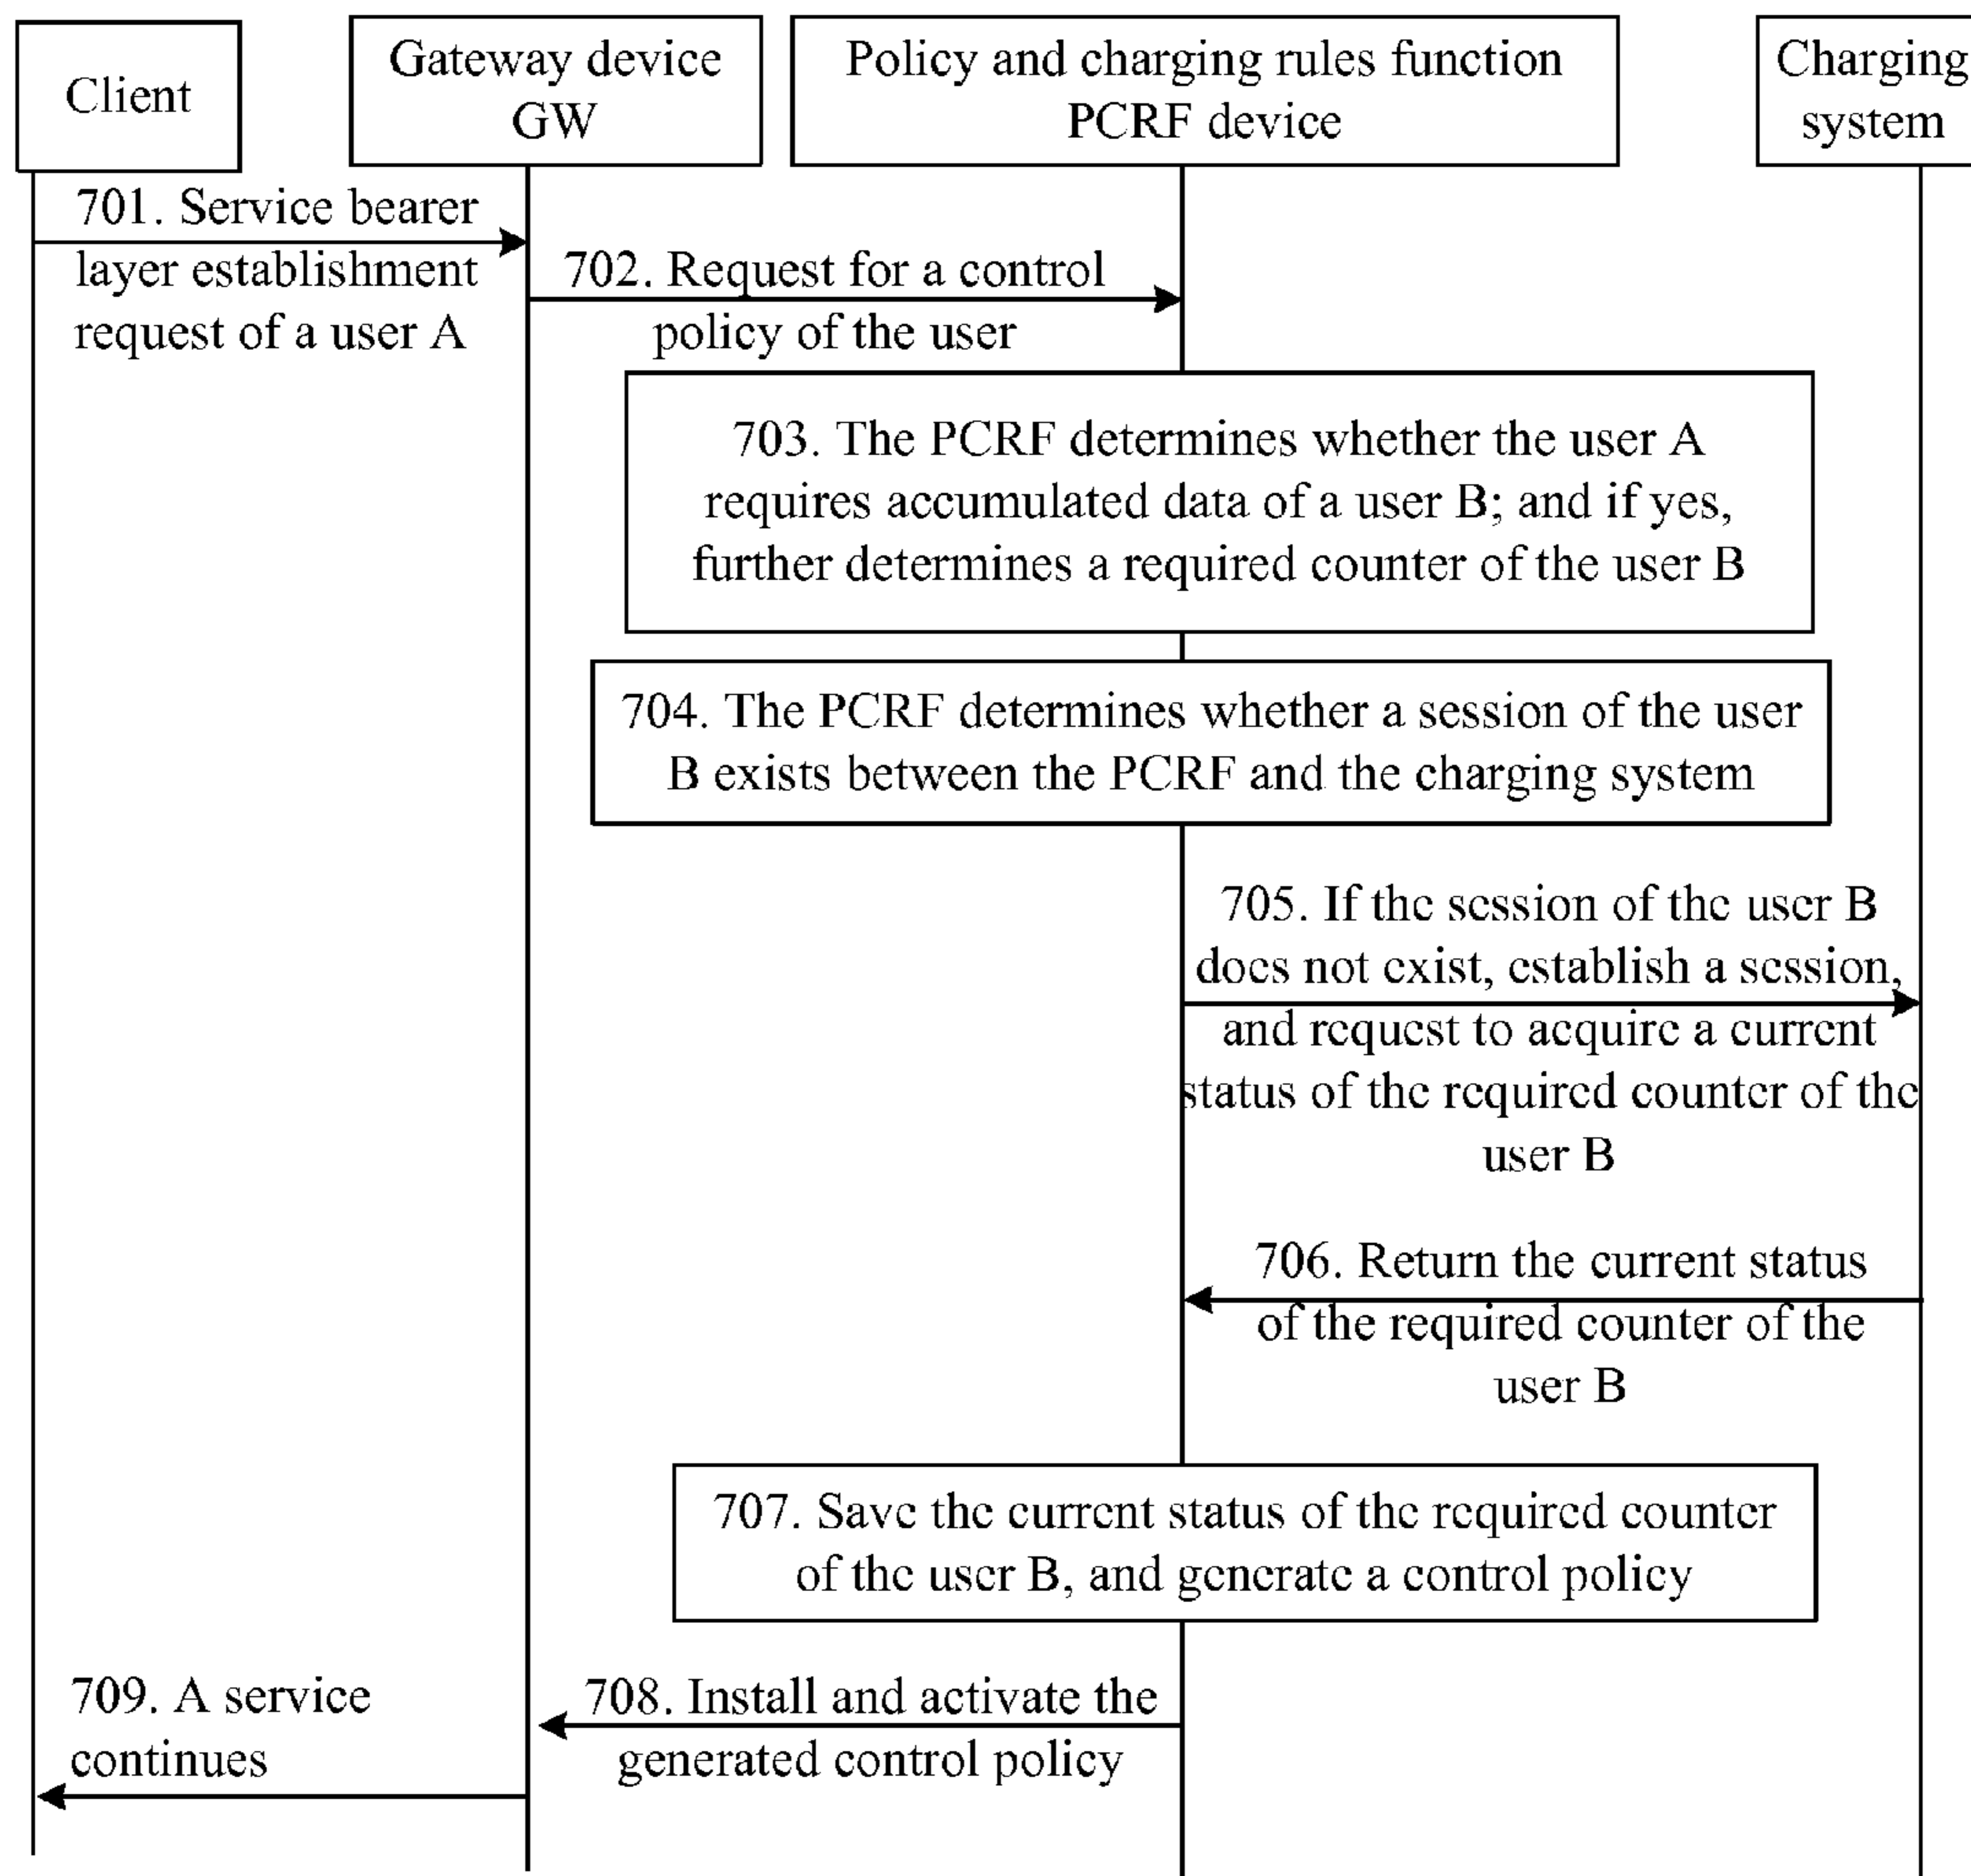 Client
Gateway device
GW
Policy and charging rules function
PCRF device
Charging
system
701. Service bearer
layer establishment
request of a user A
702. Request for a control
policy of the user
703. The PCRF determines whether the user A
requires accumulated data of a user B; and if yes,
further determines a required counter of the user B
704. The PCRF determines whether a session of the user
B exists between the PCRF and the charging system
705. If the session of the user B
does not exist, establish a session,
and request to acquire a current
status of the required counter of the
user B
706. Return the current status
of the required counter of the
user B
707. Save the current status of the required counter
of the user B, and generate a control policy
708. Install and activate the
generated control policy
709. A service
continues